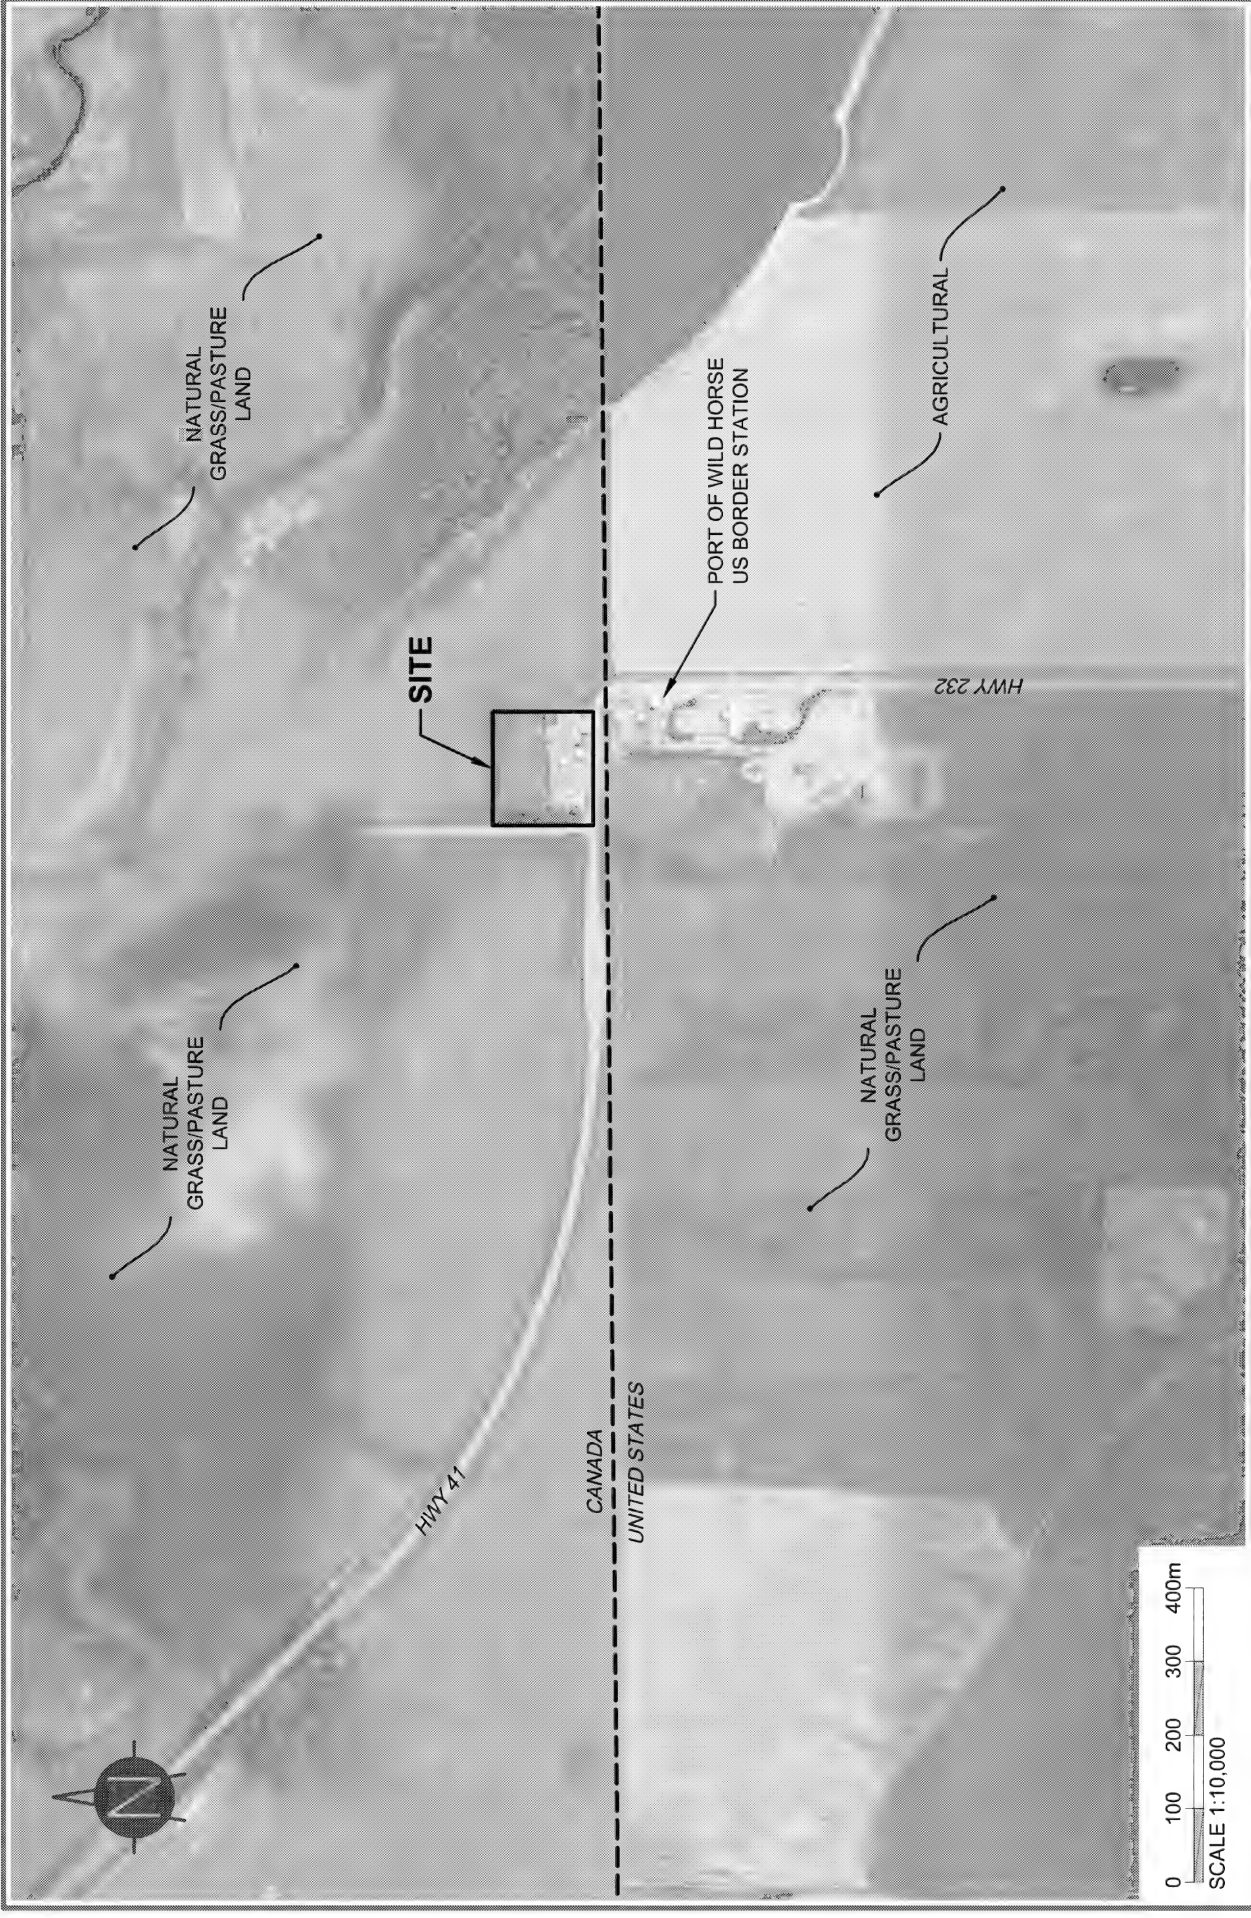 N
NATURAL
GRASS/PASTURE
LAND
NATURAL
GRASS/PASTURE
LAND
SITE
HWY 41
CANADA
UNITED STATES
PORT OF WILD HORSE
US BORDER STATION
HWY 232
AGRICULTURAL
NATURAL
GRASS/PASTURE
LAND
0 100 200 300 400m
SCALE 1:10,000